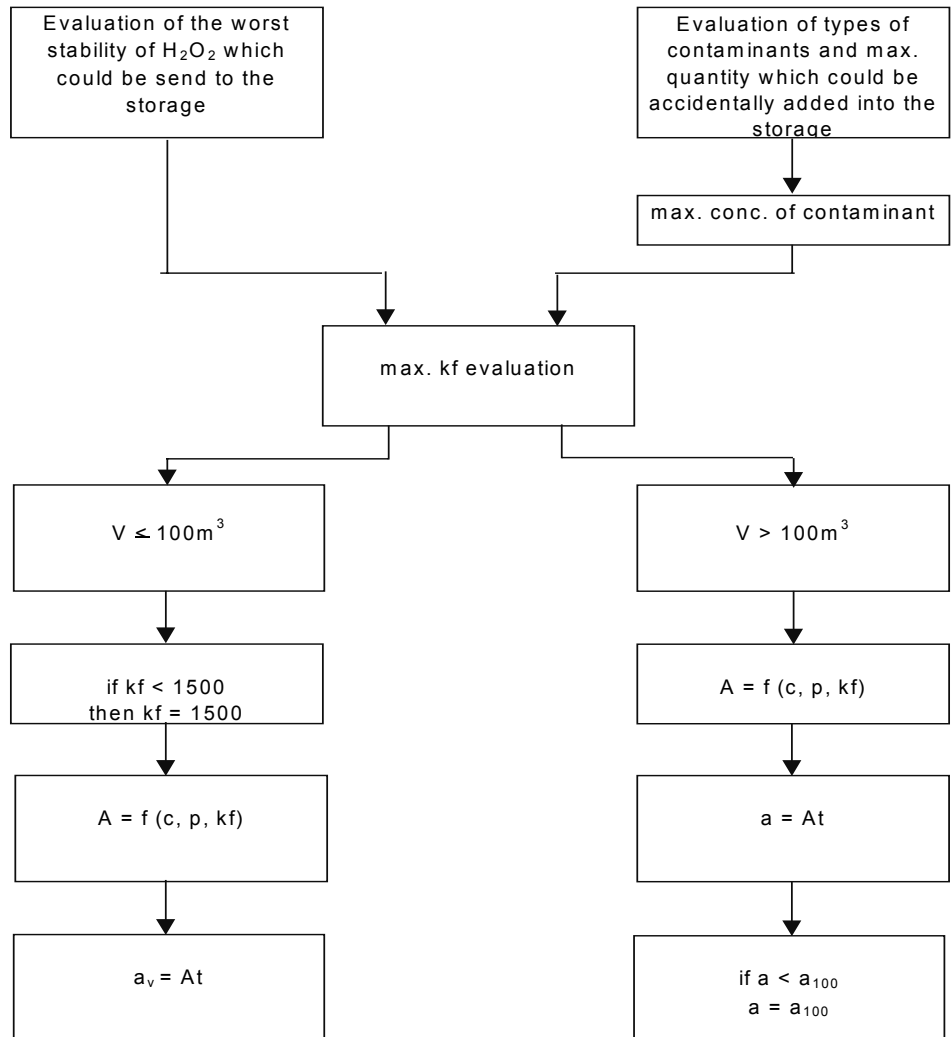 Evaluation of the worst
stability of H₂O₂ which
could be send to the
storage
Evaluation of types of
contaminants and max.
quantity which could be
accidentally added into the
storage
max. conc. of contaminant
max. kf evaluation
V ≤ 100m³
V > 100m³
if kf < 1500
then kf = 1500
A = f (c, p, kf)
A = f (c, p, kf)
a = At
aᵥ = At
if a < a₁₀₀
a = a₁₀₀